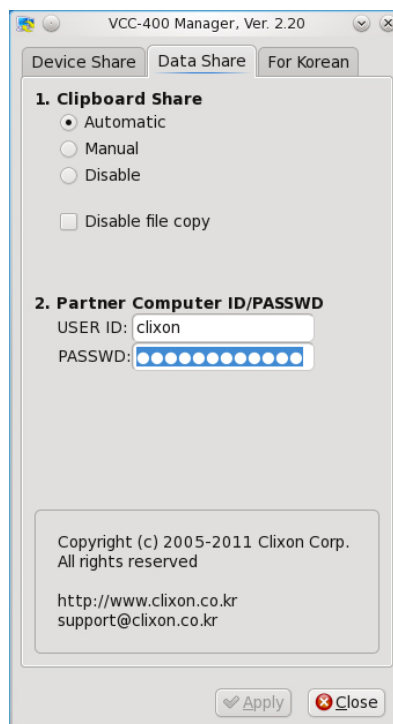 VCC-400 Manager, Ver. 2.20
Device Share Data Share For Korean
1. Clipboard Share
Automatic
Manual
Disable
Disable file copy
2. Partner Computer ID/PASSWD
USER ID: clixon
PASSWD: ●●●●●●●●●●●●
Copyright (c) 2005-2011 Clixon Corp.
All rights reserved
http://www.clixon.co.kr
support@clixon.co.kr
Apply Close